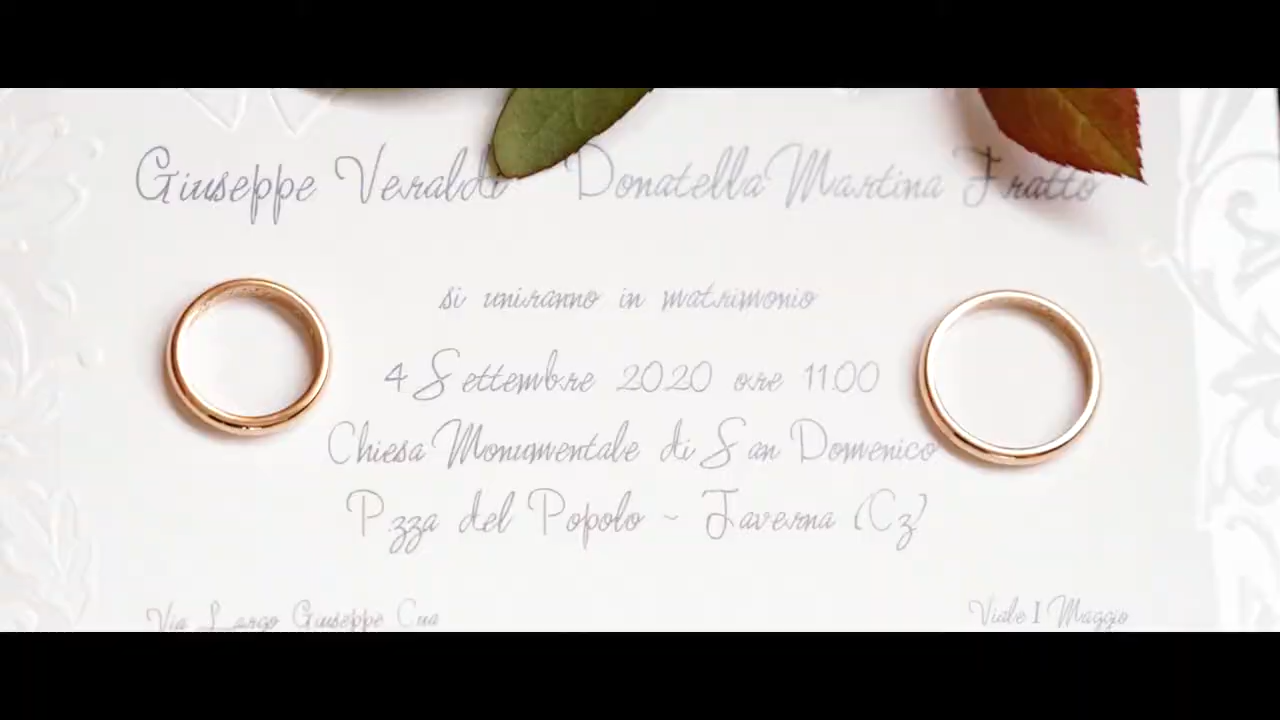 Giuseppe Veraldi Donatella Martina Fratto
si uniranno in matrimonio
4 Settembre 2020 ore 11.00
Chiesa Monumentale di San Domenico
P.zza del Popolo ~ Taverna (Cz)
Via Largo Giuseppe Cua Viale I Maggio